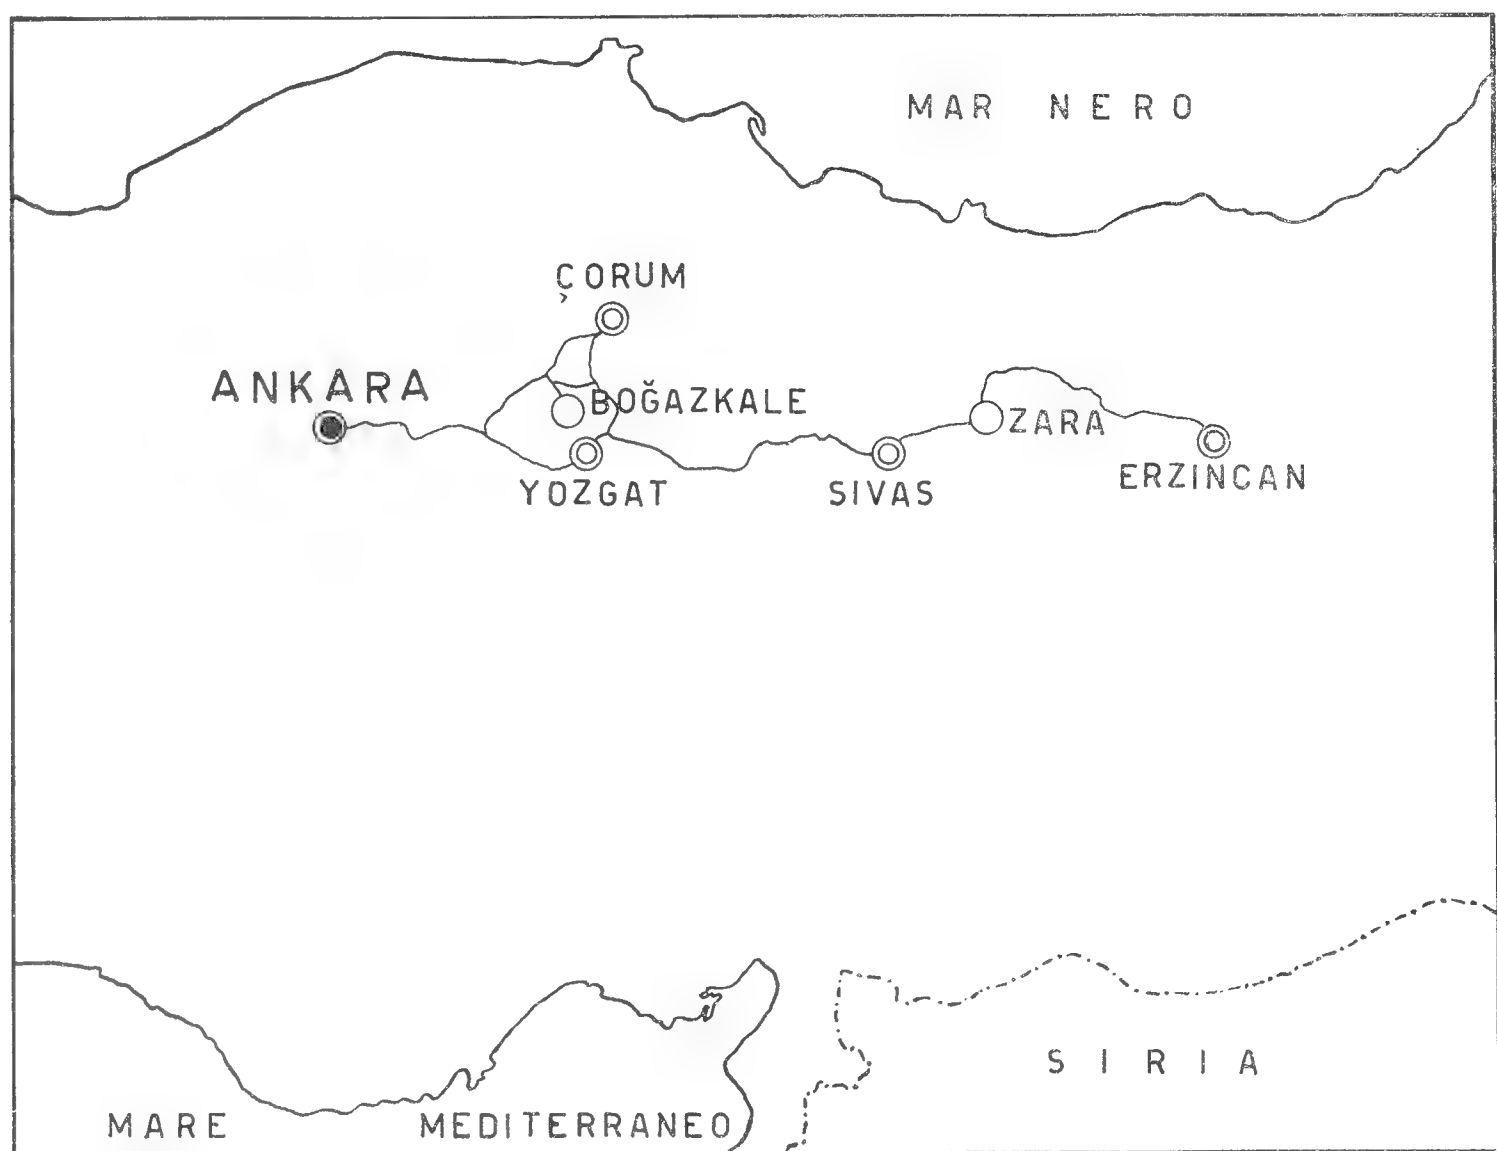 MAR NERO
ÇORUM
ANKARA
BOĞAZKALE
ZARA
ERZINCAN
YOZGAT
SIVAS
SIRIA
MARE MEDITERRANEO